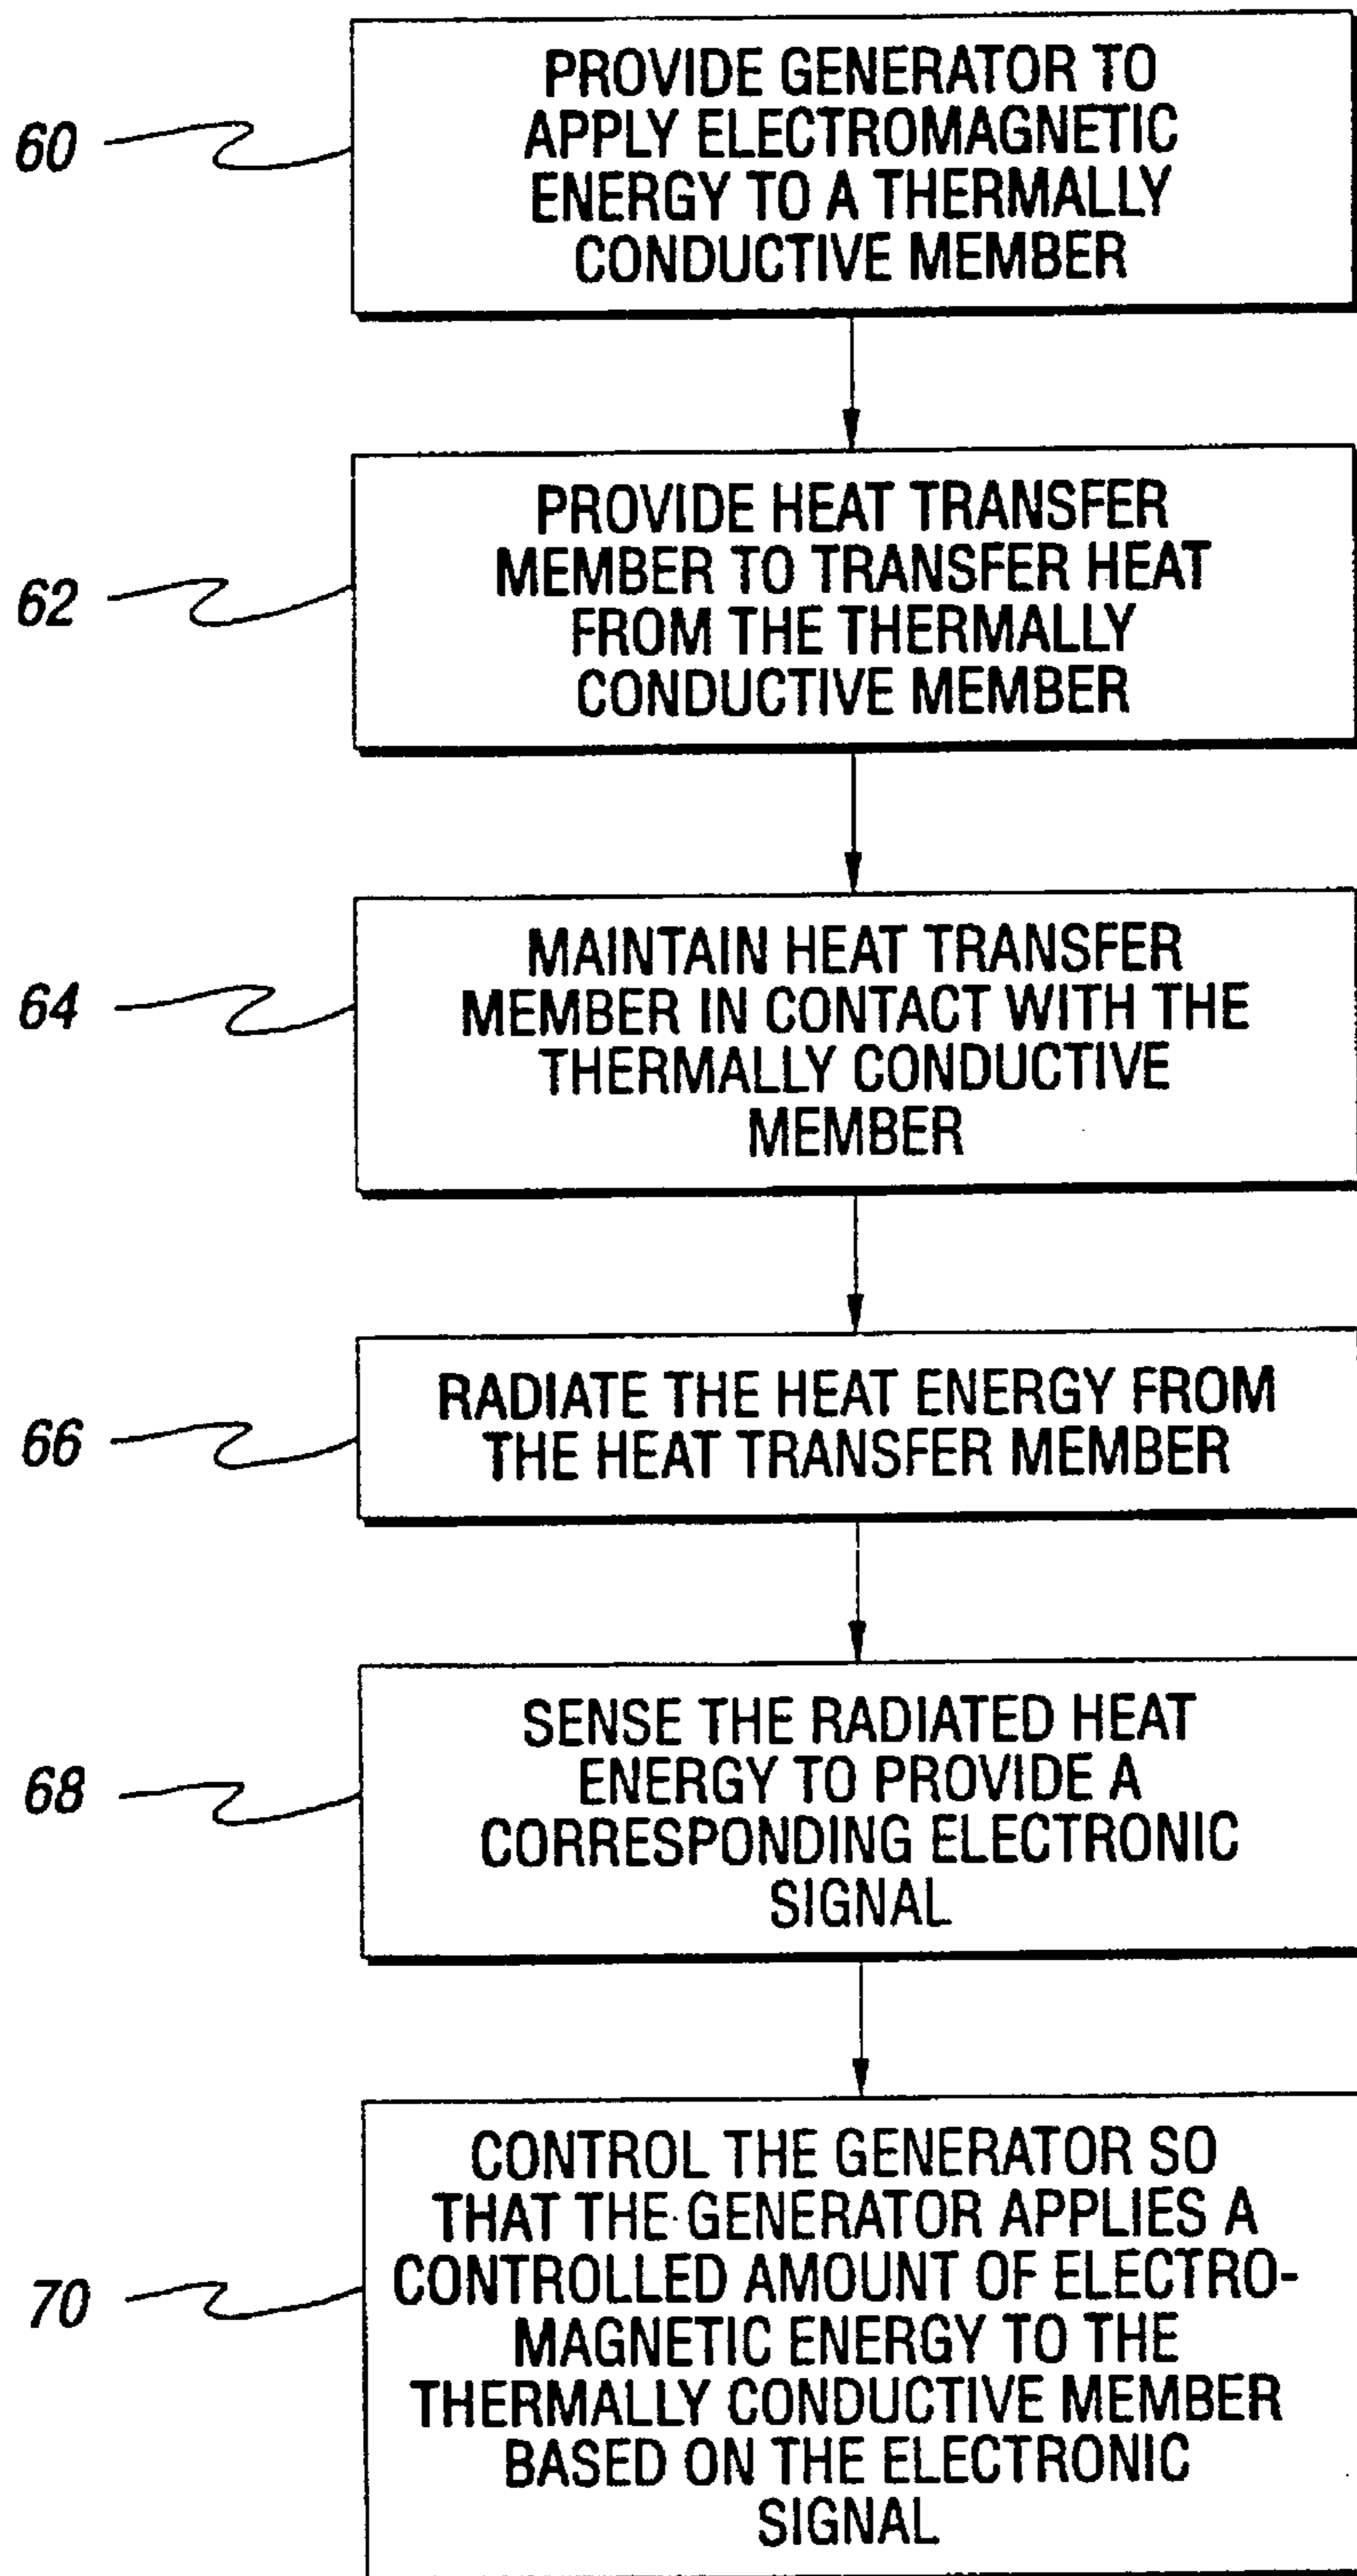 60
PROVIDE GENERATOR TO
APPLY ELECTROMAGNETIC
ENERGY TO A THERMALLY
CONDUCTIVE MEMBER
62
PROVIDE HEAT TRANSFER
MEMBER TO TRANSFER HEAT
FROM THE THERMALLY
CONDUCTIVE MEMBER
64
MAINTAIN HEAT TRANSFER
MEMBER IN CONTACT WITH THE
THERMALLY CONDUCTIVE
MEMBER
66
RADIATE THE HEAT ENERGY FROM
THE HEAT TRANSFER MEMBER
68
SENSE THE RADIATED HEAT
ENERGY TO PROVIDE A
CORRESPONDING ELECTRONIC
SIGNAL
70
CONTROL THE GENERATOR SO
THAT THE GENERATOR APPLIES A
CONTROLLED AMOUNT OF ELECTRO-
MAGNETIC ENERGY TO THE
THERMALLY CONDUCTIVE MEMBER
BASED ON THE ELECTRONIC
SIGNAL